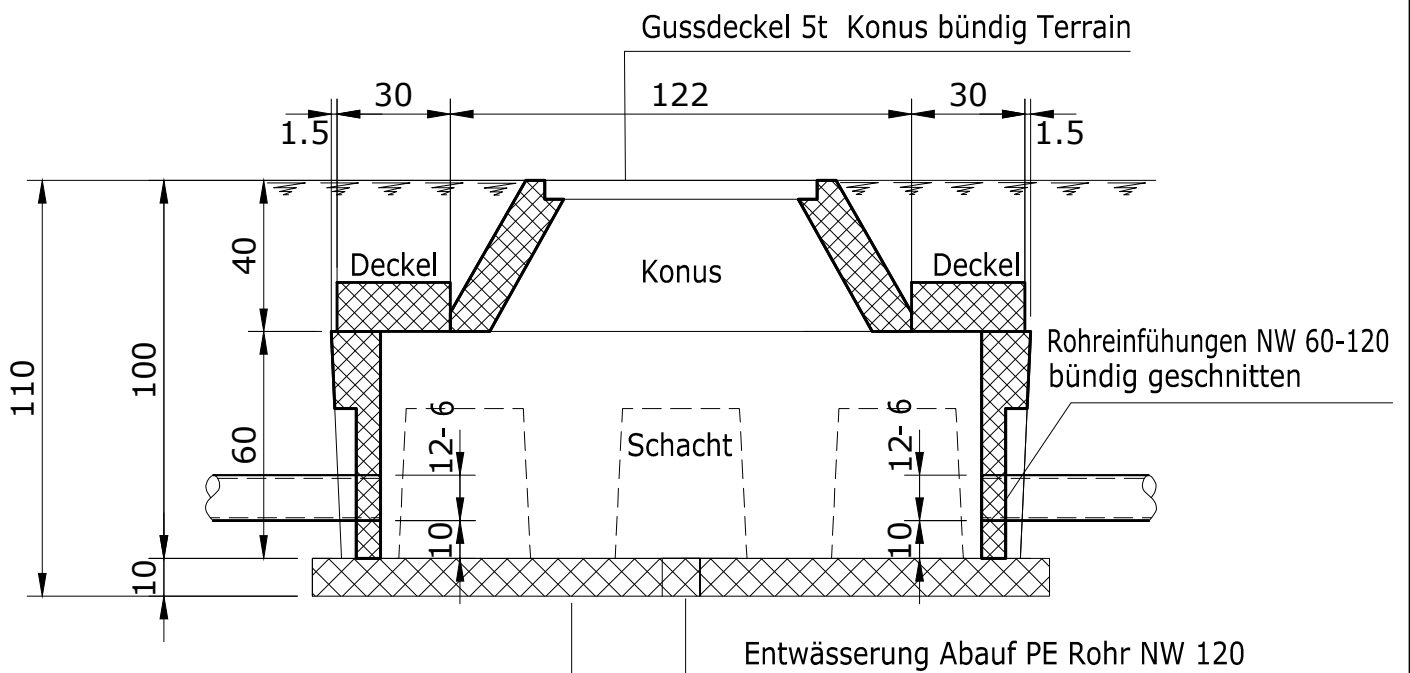 Gussdeckel 5t Konus bündig Terrain
30 122 30
1.5 1.5
40
Deckel Konus Deckel
Rohreinfühungen NW 60-120
bündig geschnitten
110 100 60
12- 6 Schacht 12- 6
10 10
10
Entwässerung Abauf PE Rohr NW 120